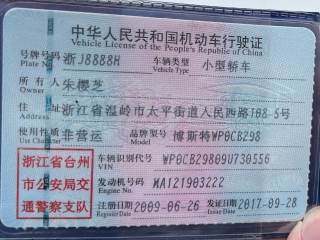 中华人民共和国机动车行驶证
Vehicle License of the People's Republic of China
号牌号码 浙J8888H 车辆类型 小型轿车
Plate No. Vehicle Type
所有人 朱樱芝
Owner
住址 浙江省温岭市太平街道人民西路108-5号
Address
使用性质 非营运 品牌型号 博斯特WP0CB298
Use Character Model
车辆识别代号 WP0CB29809U730556
VIN
发动机号码 MA121903222
Engine No.
注册日期 2009-06-26 发证日期 2017-09-28
Register Date Issue Date
浙江省台州
市公安局交
通警察支队